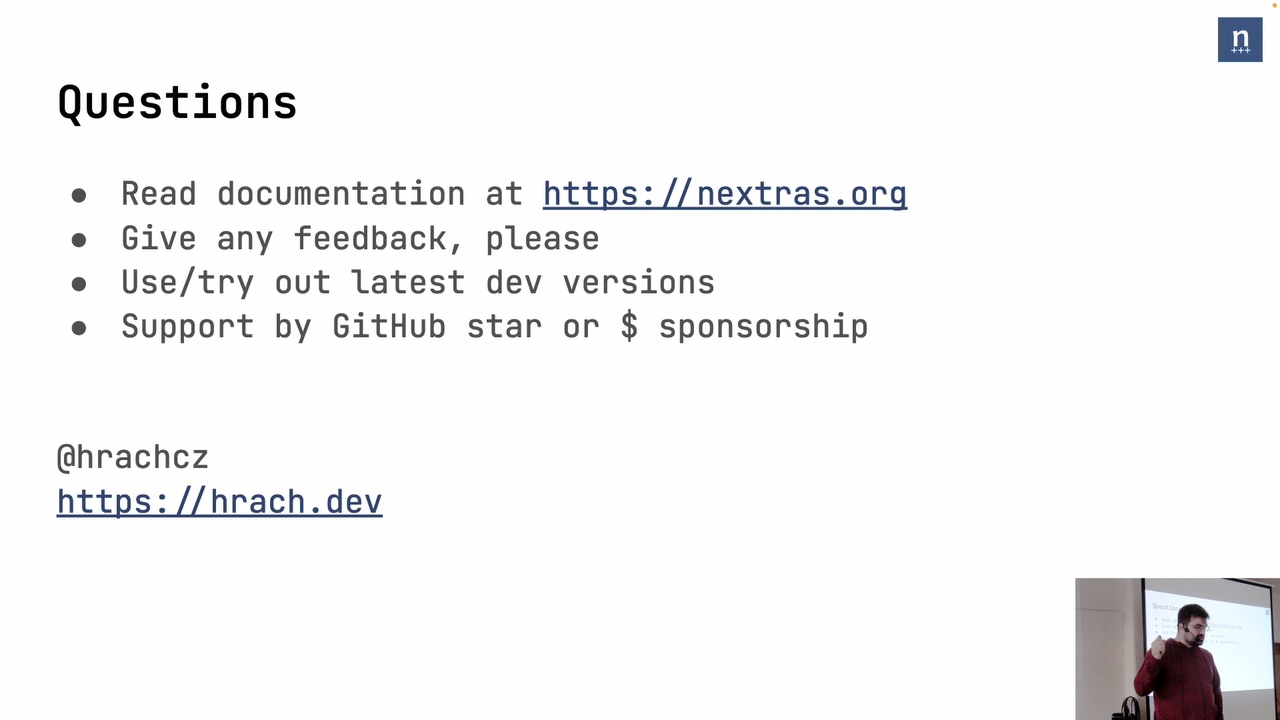 n
+++
Questions
● Read documentation at https://nextras.org
● Give any feedback, please
● Use/try out latest dev versions
● Support by GitHub star or $ sponsorship
@hrachcz
https://hrach.dev